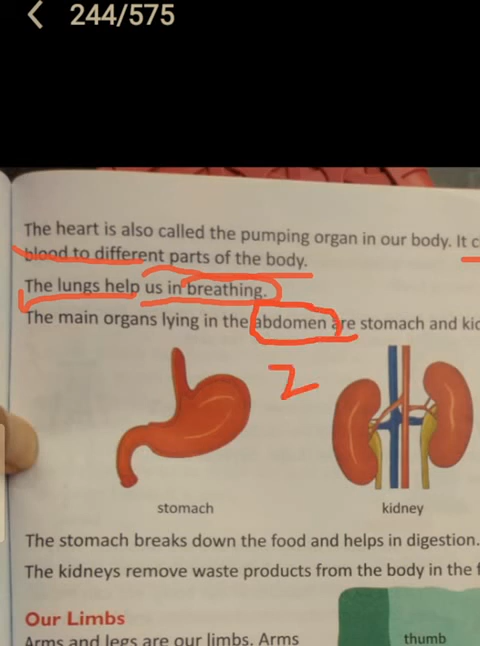 244/575
The heart is also called the pumping organ in our body. It
blood to different parts of the body.
The lungs help us in breathing.
The main organs lying in the abdomen are stomach and
2
stomach
kidney
The stomach breaks down the food and helps in digestion.
The kidneys remove waste products from the body in the
Our Limbs
Arms and legs are our limbs. Arms
thumb